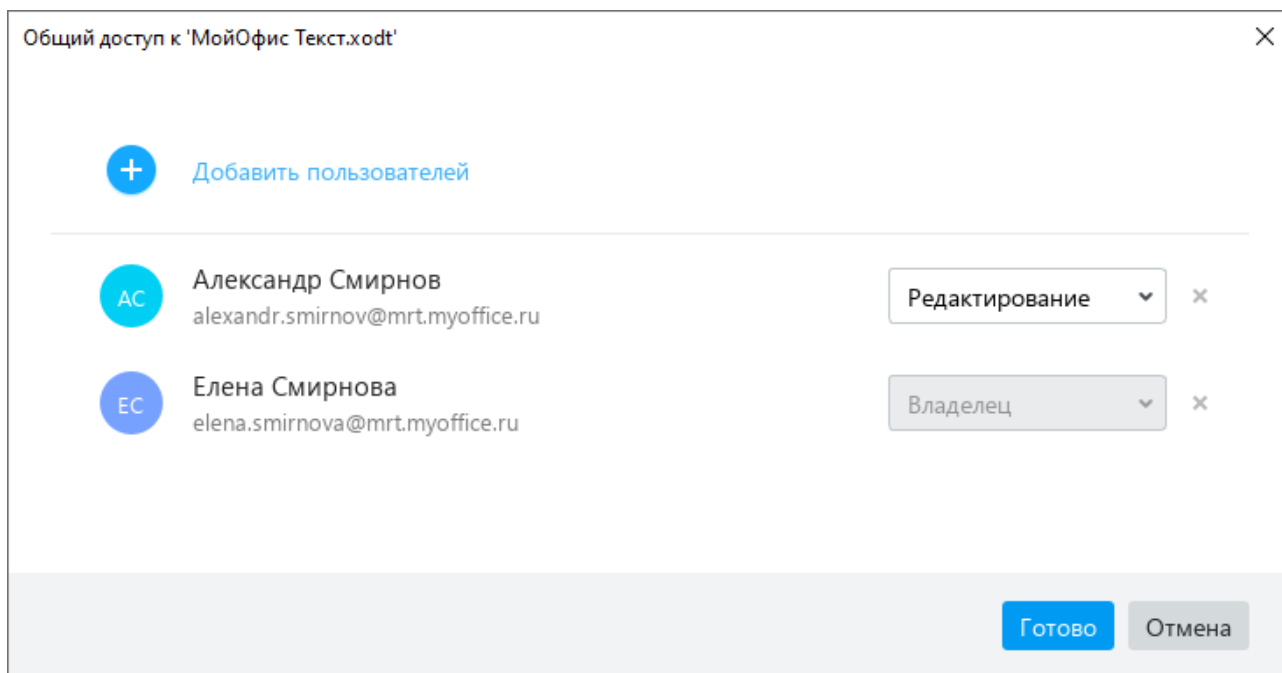 Общий доступ к 'МойОфис Текст.xodt'
Добавить пользователей
АС
Александр Смирнов
alexandr.smirnov@mrt.myoffice.ru
Редактирование
ЕС
Елена Смирнова
elena.smirnova@mrt.myoffice.ru
Владелец
Готово
Отмена